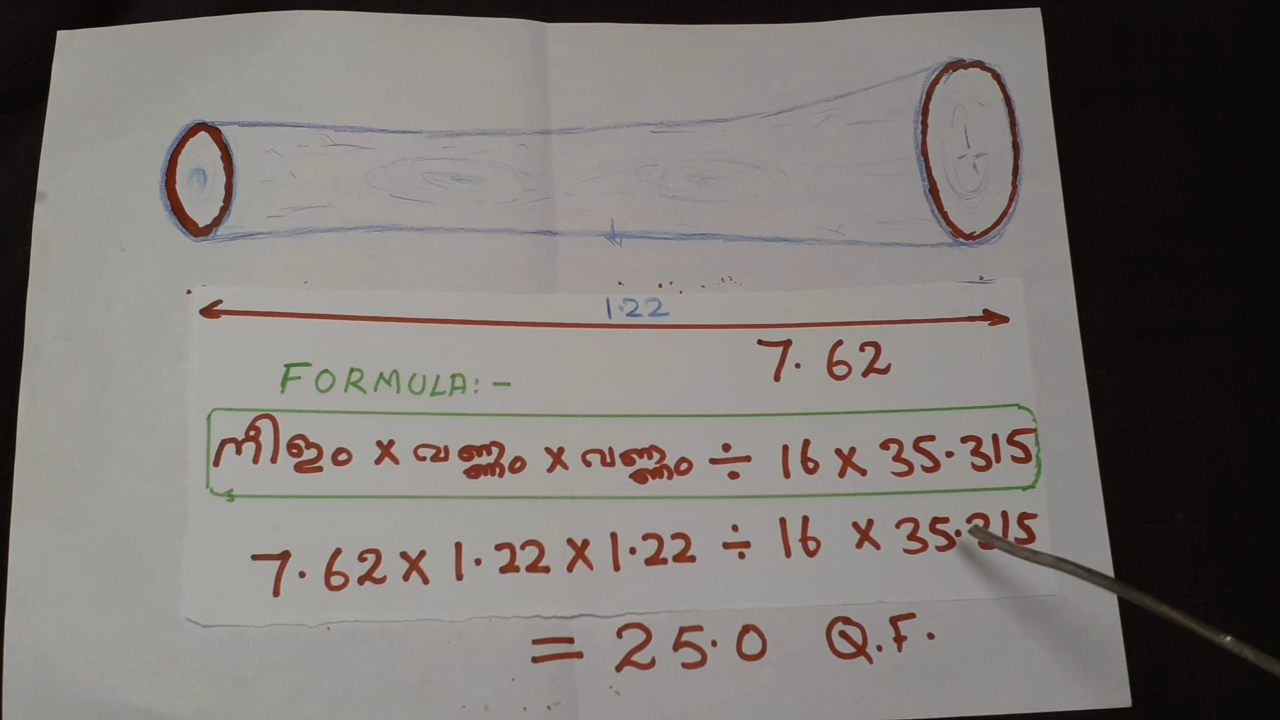 1.22
7.62
FORMULA:-
നീളം x വണ്ണം x വണ്ണം ÷ 16 x 35.315
7.62 x 1.22 x 1.22 ÷ 16 x 35.315
= 25.0 Q.F.